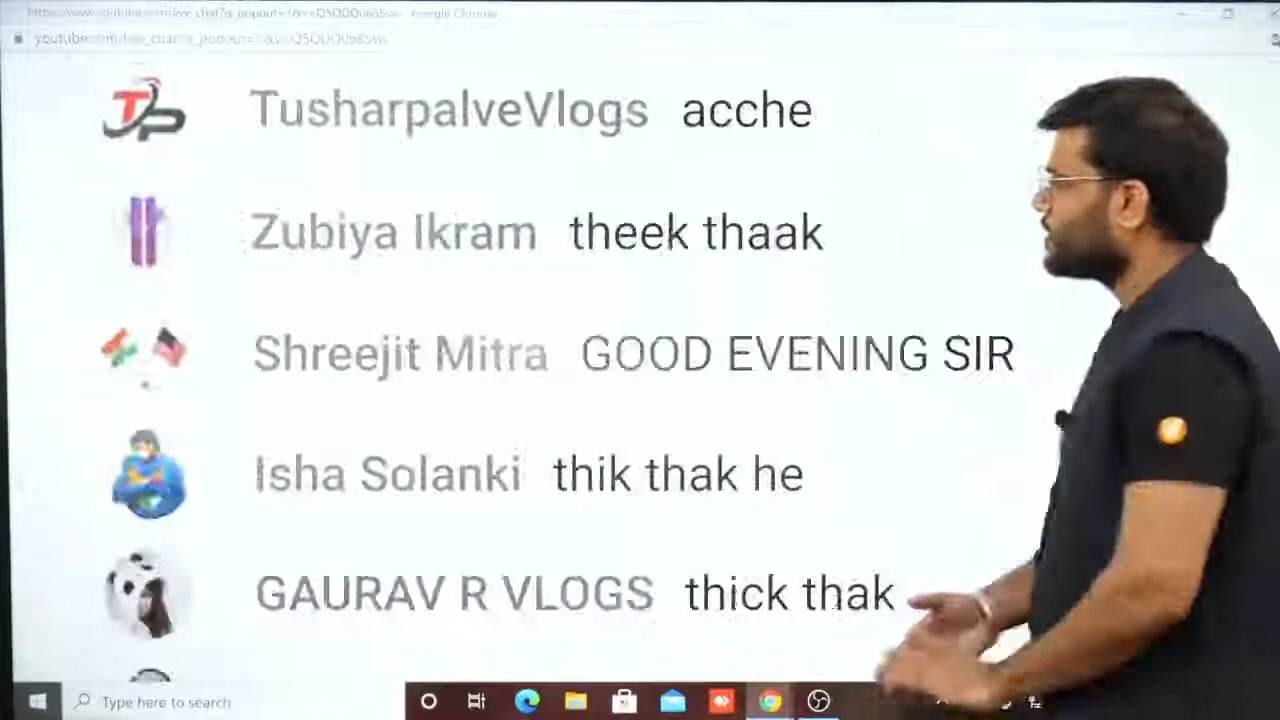 TusharpalveVlogs acche
Zubiya Ikram theek thaak
Shreejit Mitra GOOD EVENING SIR
Isha Solanki thik thak he
GAURAV R VLOGS thick thak
Type here to search